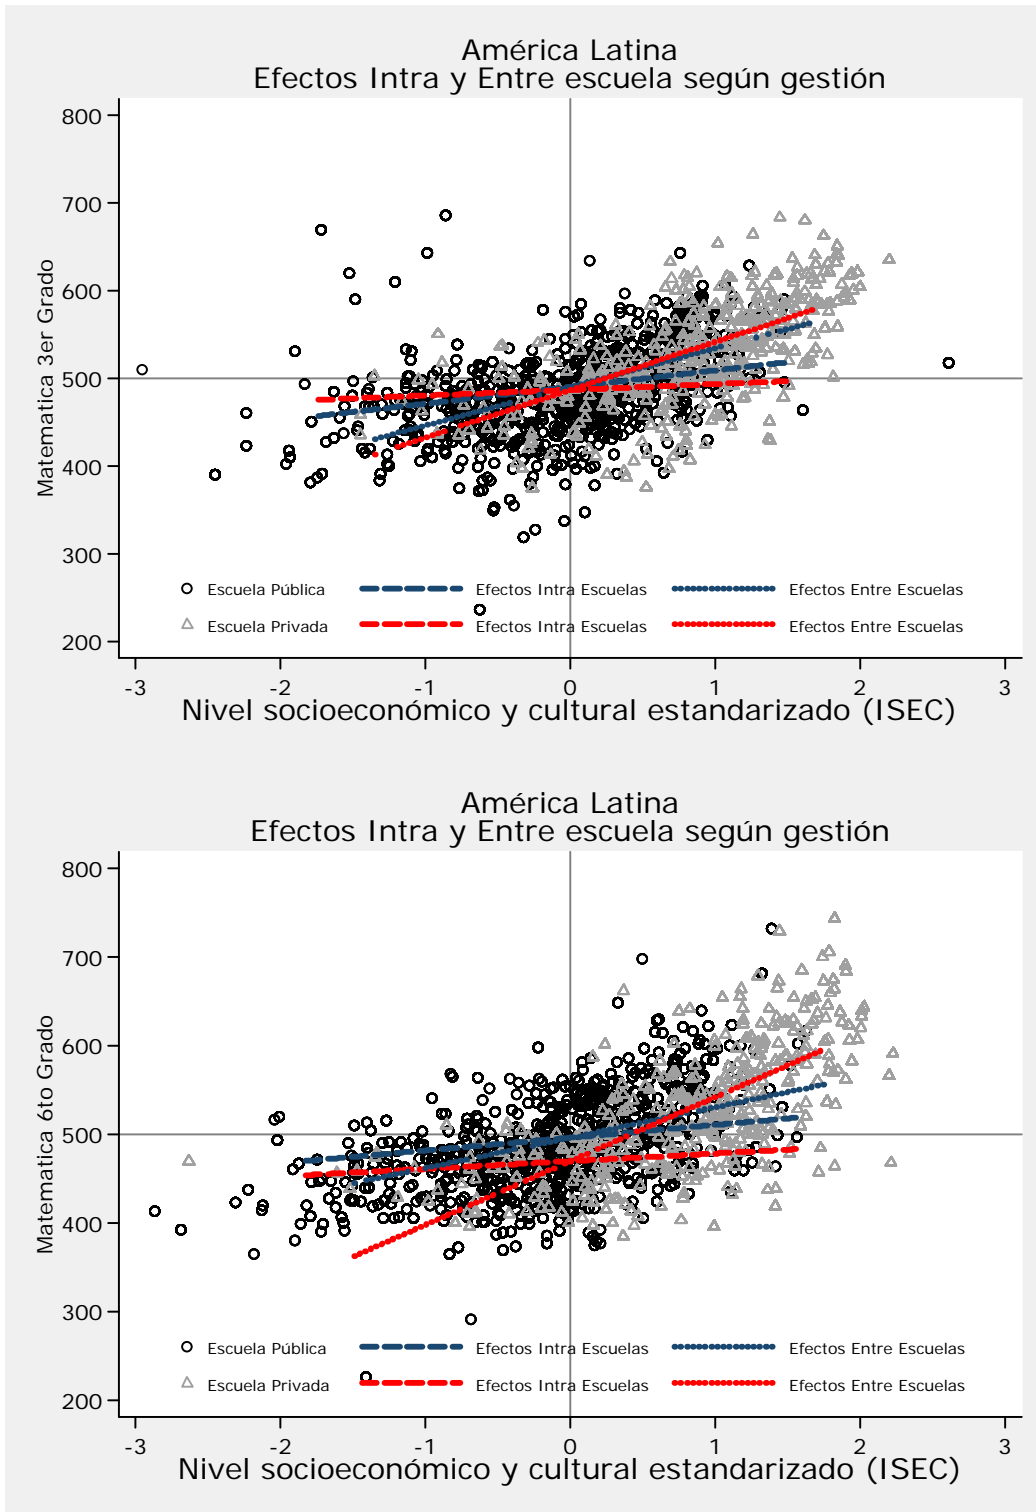 América Latina
Efectos Intra y Entre escuela según gestión
800
700
600
500
400
300
200
Matematica 3er Grado
Escuela Pública Efectos Intra Escuelas Efectos Entre Escuelas
Escuela Privada Efectos Intra Escuelas Efectos Entre Escuelas
-3 -2 -1 0 1 2 3
Nivel socioeconómico y cultural estandarizado (ISEC)
América Latina
Efectos Intra y Entre escuela según gestión
800
700
600
500
400
300
200
Matematica 6to Grado
Escuela Pública Efectos Intra Escuelas Efectos Entre Escuelas
Escuela Privada Efectos Intra Escuelas Efectos Entre Escuelas
-3 -2 -1 0 1 2 3
Nivel socioeconómico y cultural estandarizado (ISEC)